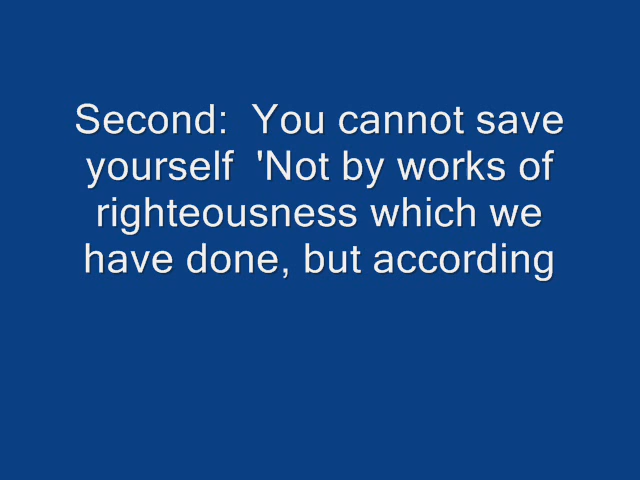 Second:  You cannot save
yourself  'Not by works of
righteousness which we
have done, but according